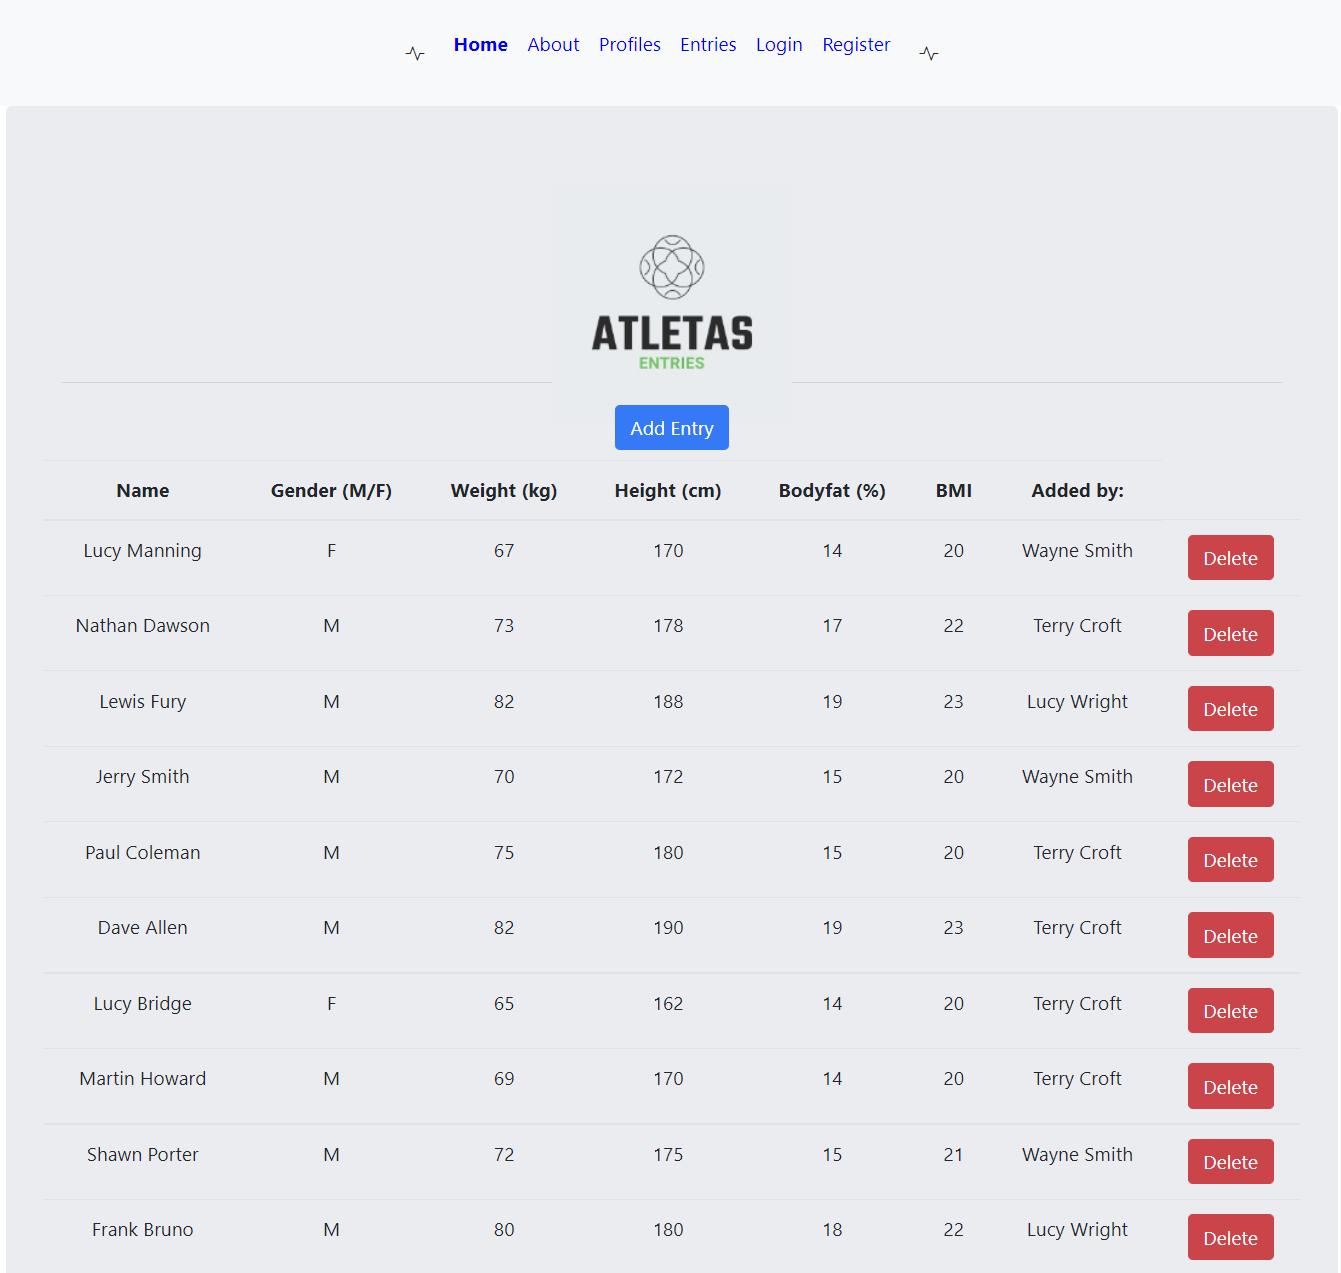 Home About Profiles Entries Login Register
ATLETAS
ENTRIES
Add Entry
Name Gender (M/F) Weight (kg) Height (cm) Bodyfat (%) BMI Added by:
Lucy Manning F 67 170 14 20 Wayne Smith Delete
Nathan Dawson M 73 178 17 22 Terry Croft Delete
Lewis Fury M 82 188 19 23 Lucy Wright Delete
Jerry Smith M 70 172 15 20 Wayne Smith Delete
Paul Coleman M 75 180 15 20 Terry Croft Delete
Dave Allen M 82 190 19 23 Terry Croft Delete
Lucy Bridge F 65 162 14 20 Terry Croft Delete
Martin Howard M 69 170 14 20 Terry Croft Delete
Shawn Porter M 72 175 15 21 Wayne Smith Delete
Frank Bruno M 80 180 18 22 Lucy Wright Delete